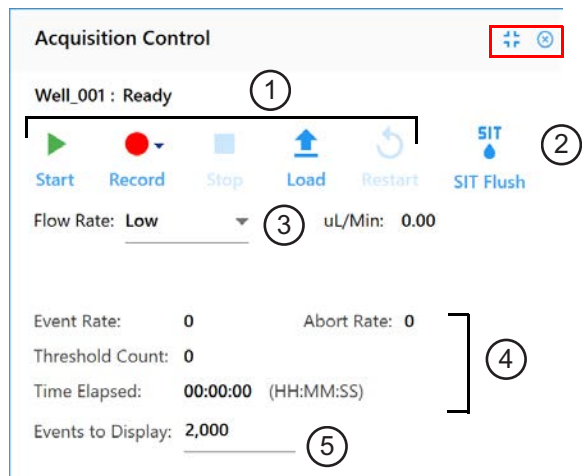 Acquisition Control
Well_001 : Ready
1
SIT
2
Start Record Stop Load Restart SIT Flush
Flow Rate: Low 3 uL/Min: 0.00
Event Rate: 0 Abort Rate: 0
Threshold Count: 0
4
Time Elapsed: 00:00:00 (HH:MM:SS)
Events to Display: 2,000
5